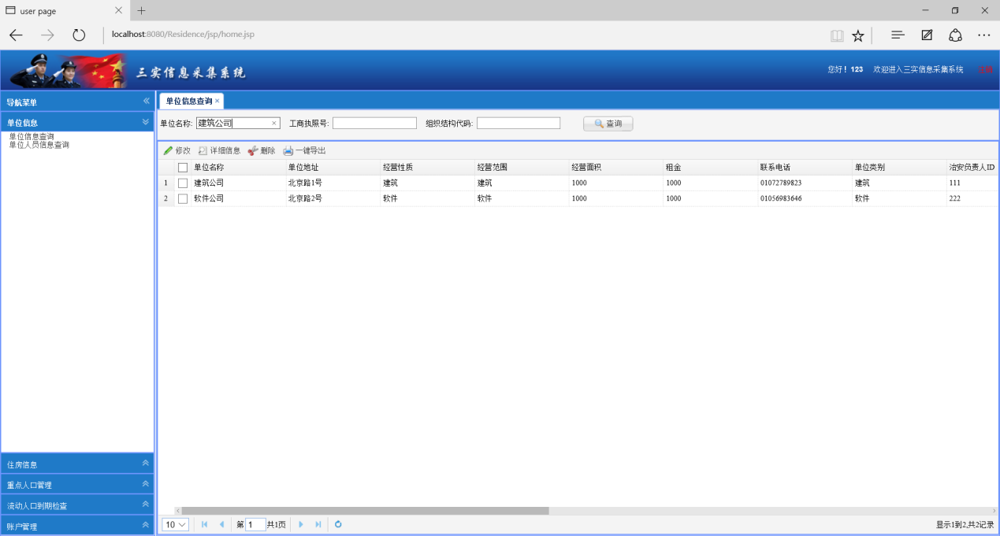 user page
localhost:8080/Residence/jsp/home.jsp
三实信息采集系统
您好！123 欢迎进入三实信息采集系统 注销
导航菜单
单位信息
单位信息查询
单位人员信息查询
住房信息
重点人口管理
流动人口到期检查
账户管理
单位信息查询
单位名称: 建筑公司 工商执照号: 组织结构代码: 查询
修改 详细信息 删除 一键导出
单位名称 单位地址 经营性质 经营范围 经营面积 租金 联系电话 单位类别 治安负责人ID
1 建筑公司 北京路1号 建筑 建筑 1000 1000 01072789823 建筑 111
2 软件公司 北京路2号 软件 软件 1000 1000 01056983646 软件 222
10 第 1 共1页 显示1到2,共2记录